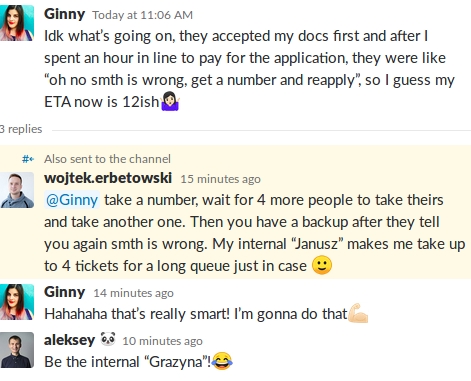 Ginny Today at 11:06 AM
Idk what’s going on, they accepted my docs first and after I
spent an hour in line to pay for the application, they were like
“oh no smth is wrong, get a number and reapply”, so I guess my
ETA now is 12ish🤷🏻‍♀️
3 replies
Also sent to the channel
wojtek.erbetowski 15 minutes ago
@Ginny take a number, wait for 4 more people to take theirs
and take another one. Then you have a backup after they tell
you again smth is wrong. My internal “Janusz” makes me take up
to 4 tickets for a long queue just in case 🙂
Ginny 14 minutes ago
Hahahaha that’s really smart! I’m gonna do that💪🏻
aleksey 🐼 10 minutes ago
Be the internal “Grazyna”!😂